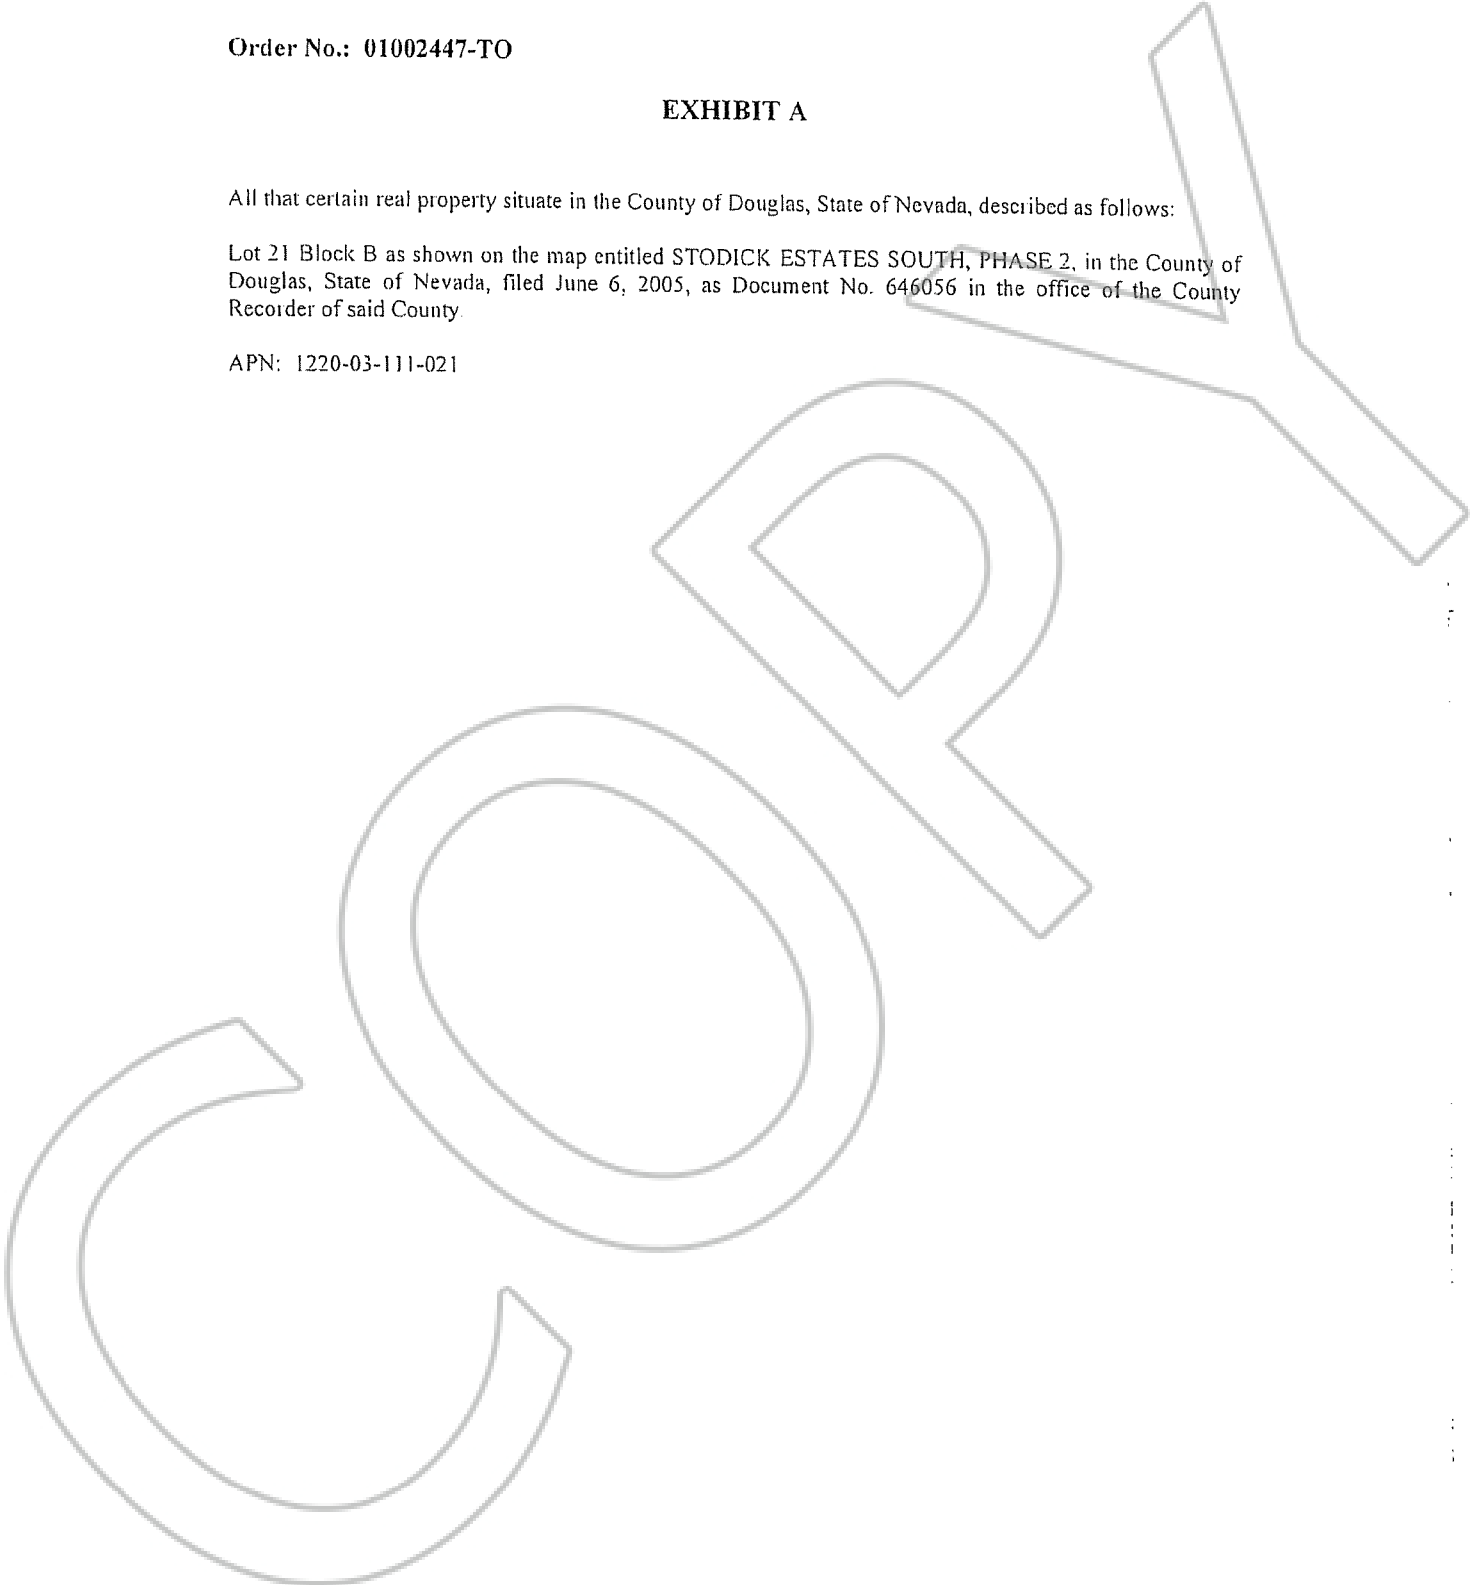 Order No.: 01002447-TO
EXHIBIT A
All that certain real property situate in the County of Douglas, State of Nevada, described as follows:
Lot 21 Block B as shown on the map entitled STODICK ESTATES SOUTH, PHASE 2, in the County of
Douglas, State of Nevada, filed June 6, 2005, as Document No. 646056 in the office of the County
Recorder of said County.
APN: 1220-03-111-021
COPY